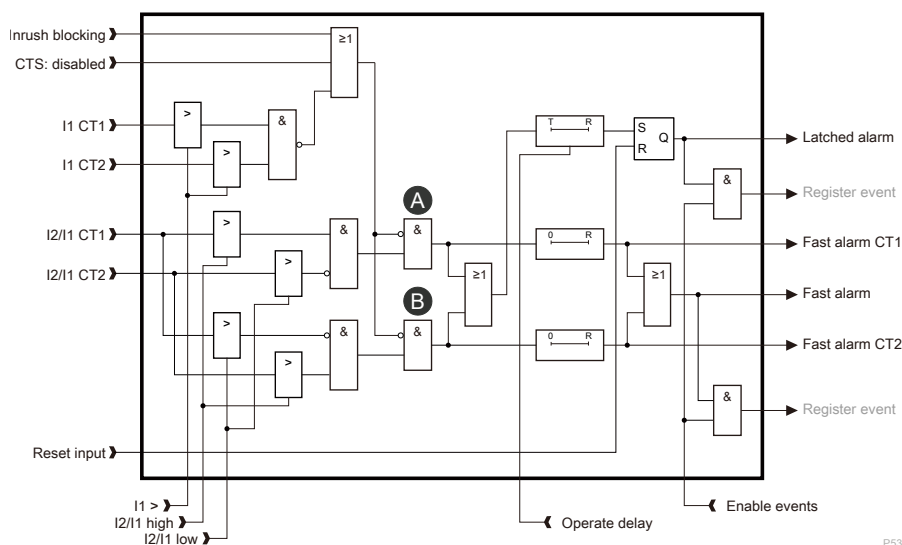 Inrush blocking
CTS: disabled
≥1
I1 CT1
>
&
I1 CT2
>
T R
S
R
Q
Latched alarm
&
Register event
A
I2/I1 CT1
>
&
&
0 R
Fast alarm CT1
I2/I1 CT2
>
≥1
≥1
Fast alarm
B
>
&
&
>
0 R
Fast alarm CT2
&
Register event
Reset input
I1 >
I2/I1 high
I2/I1 low
Operate delay
Enable events
P53